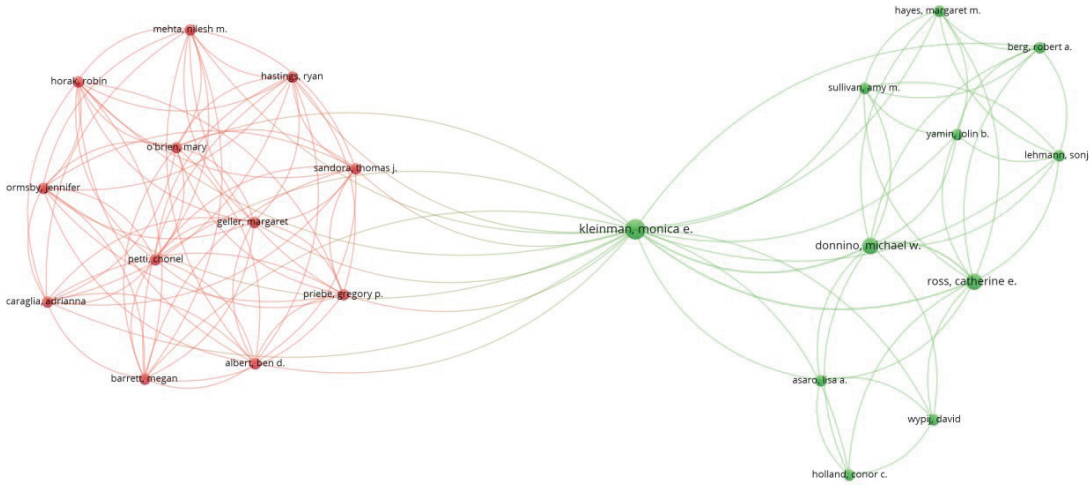 mehta, nilesh m.
horak, robin
hastings, ryan
o'brien, mary
sandora, thomas j.
ormsby, jennifer
geller, margaret
petti, chonel
caraglia, adrianna
priebe, gregory p.
albert, ben d.
barrett, megan
kleinman, monica e.
hayes, margaret m.
berg, robert a.
sullivan, amy m.
yamin, jolin b.
lehmann, sonj
donnino, michael w.
ross, catherine e.
asaro, lisa a.
wypij, david
holland, conor c.